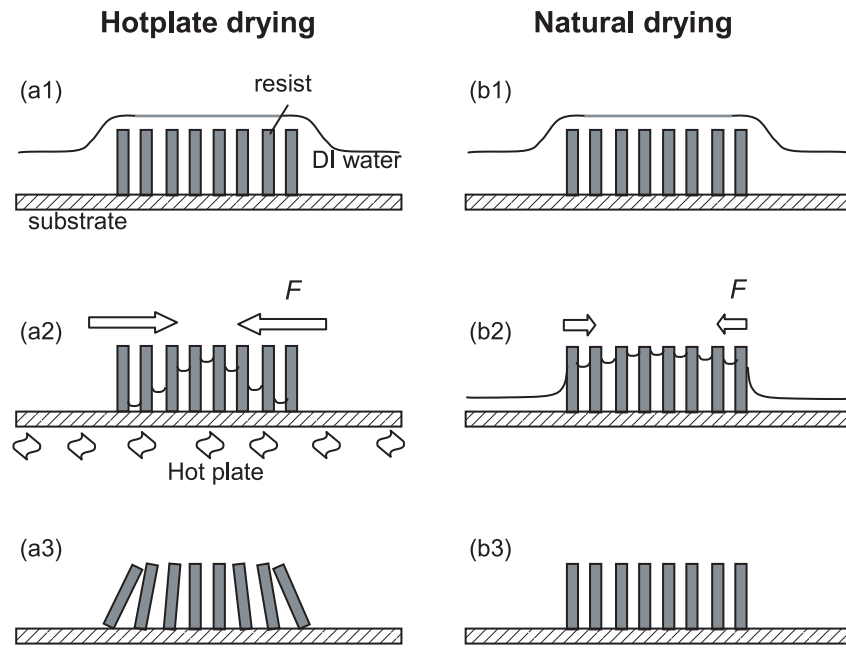 Hotplate drying
Natural drying
(a1)
resist
DI water
substrate
(b1)
(a2)
F
Hot plate
(b2)
F
(a3)
(b3)